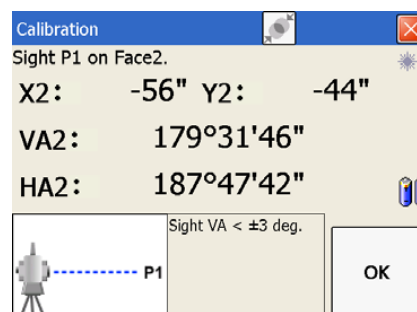 Calibration
Sight P1 on Face2.
X2: -56" Y2: -44"
VA2: 179°31'46"
HA2: 187°47'42"
Sight VA < ±3 deg.
P1
OK